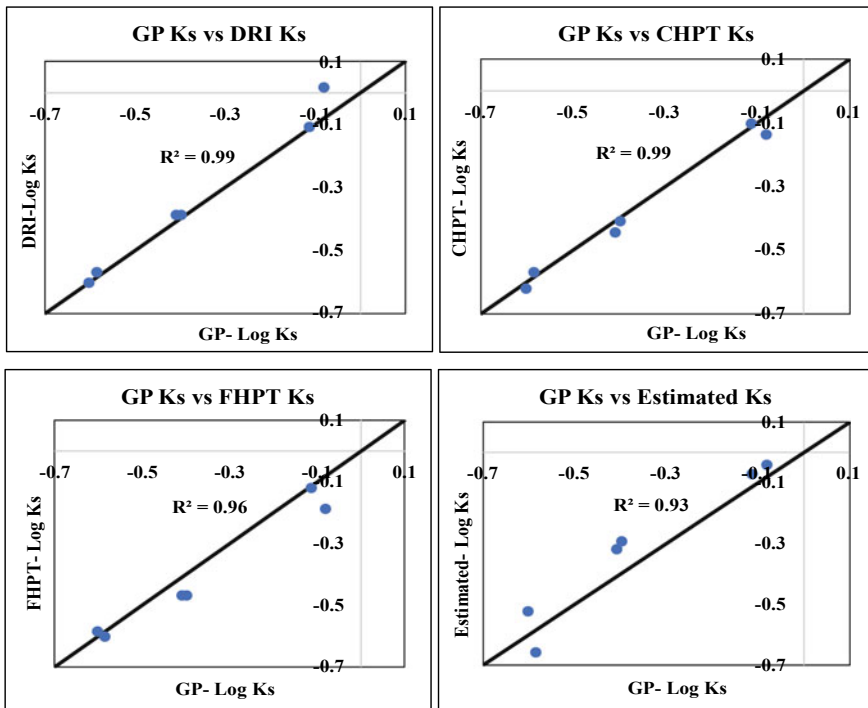 GP Ks vs DRI Ks
0.1
-0.7 -0.5 -0.3 -0.1 0.1
-0.1
R² = 0.99
-0.3
-0.5
-0.7
DRI-Log Ks
GP- Log Ks
GP Ks vs CHPT Ks
0.1
-0.7 -0.5 -0.3 -0.1 0.1
-0.1
R² = 0.99
-0.3
-0.5
-0.7
CHPT- Log Ks
GP- Log Ks
GP Ks vs FHPT Ks
0.1
-0.7 -0.5 -0.3 -0.1 0.1
-0.1
R² = 0.96
-0.3
-0.5
-0.7
FHPT- Log Ks
GP- Log Ks
GP Ks vs Estimated Ks
0.1
-0.7 -0.5 -0.3 -0.1 0.1
-0.1
R² = 0.93
-0.3
-0.5
-0.7
Estimated- Log Ks
GP- Log Ks